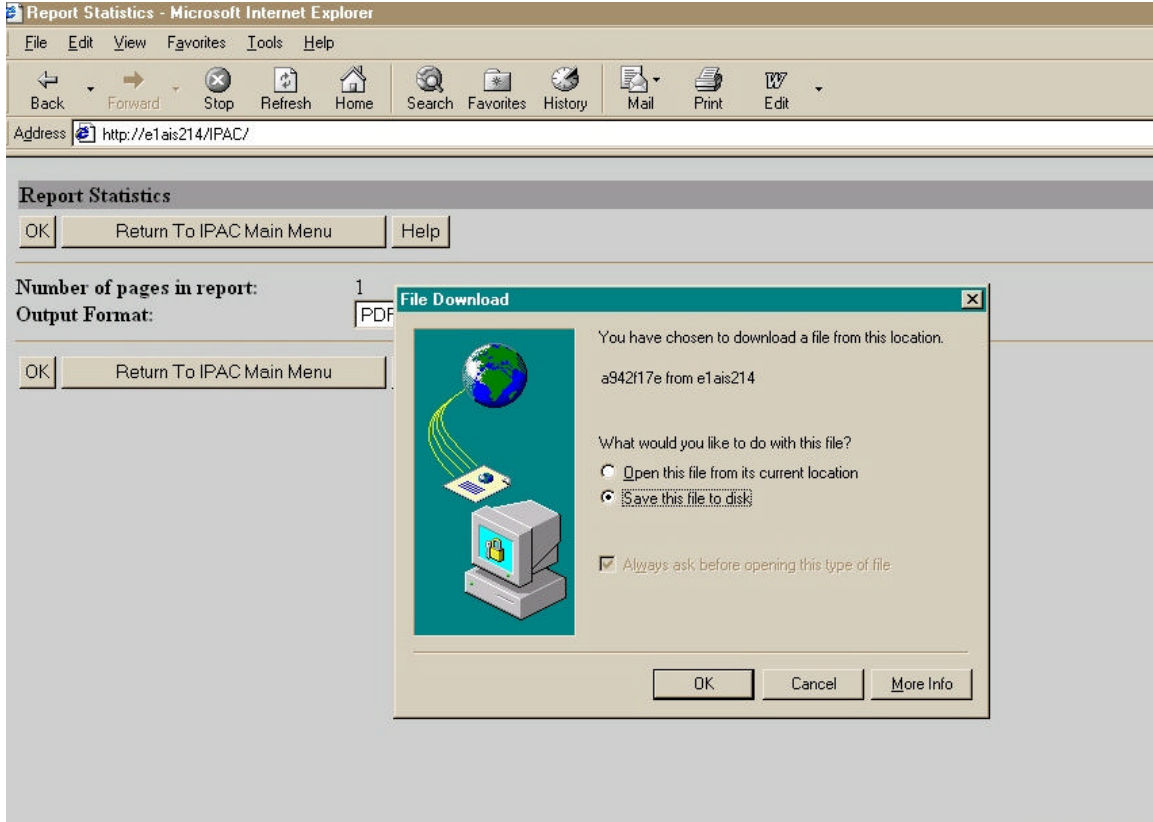 Report Statistics - Microsoft Internet Explorer
File Edit View Favorites Tools Help
Back Forward Stop Refresh Home Search Favorites History Mail Print Edit
Address http://e1ais214/IPAC/
Report Statistics
OK Return To IPAC Main Menu Help
Number of pages in report: 1
Output Format: PDF
File Download
You have chosen to download a file from this location.
a942f17e from e1ais214
What would you like to do with this file?
Open this file from its current location
Save this file to disk
Always ask before opening this type of file
OK Cancel More Info
OK Return To IPAC Main Menu